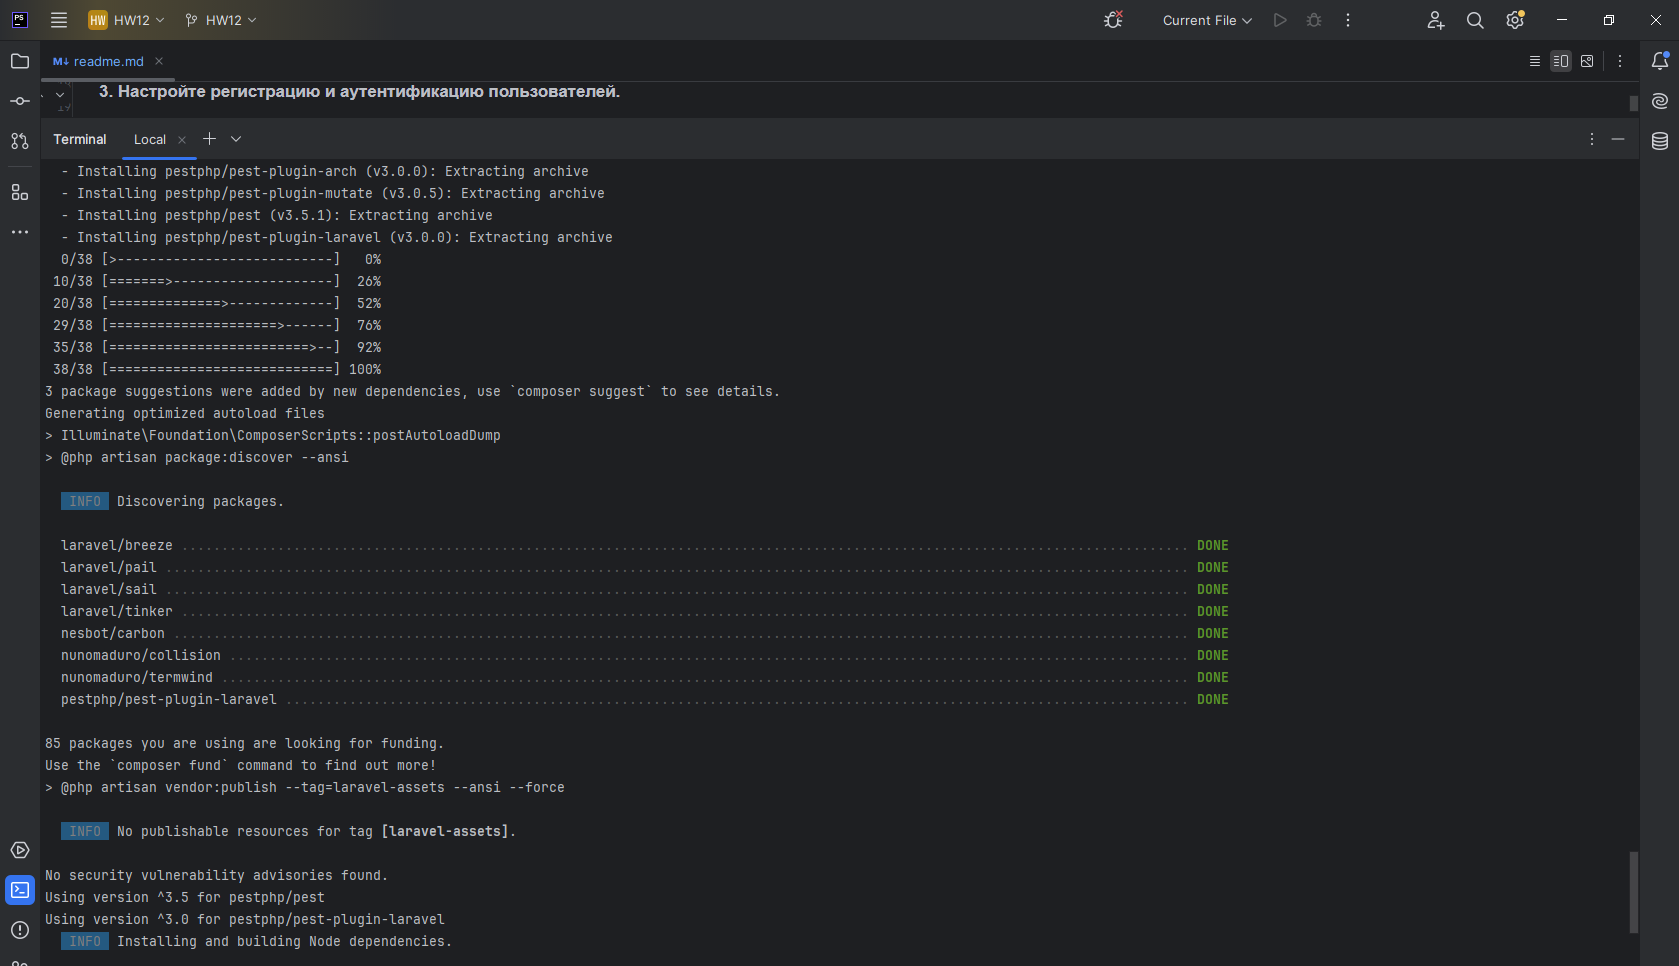 PS
HW HW12 HW12 Current File
M↓ readme.md
3. Настройте регистрацию и аутентификацию пользователей.
Terminal Local
- Installing pestphp/pest-plugin-arch (v3.0.0): Extracting archive
- Installing pestphp/pest-plugin-mutate (v3.0.5): Extracting archive
- Installing pestphp/pest (v3.5.1): Extracting archive
- Installing pestphp/pest-plugin-laravel (v3.0.0): Extracting archive
0/38 [>---------------------------]   0%
10/38 [=======>--------------------]  26%
20/38 [==============>-------------]  52%
29/38 [=====================>------]  76%
35/38 [=========================>--]  92%
38/38 [============================] 100%
3 package suggestions were added by new dependencies, use `composer suggest` to see details.
Generating optimized autoload files
> Illuminate\Foundation\ComposerScripts::postAutoloadDump
> @php artisan package:discover --ansi
INFO Discovering packages.
laravel/breeze ........ DONE
laravel/pail ........ DONE
laravel/sail ........ DONE
laravel/tinker ........ DONE
nesbot/carbon ........ DONE
nunomaduro/collision ........ DONE
nunomaduro/termwind ........ DONE
pestphp/pest-plugin-laravel ........ DONE
85 packages you are using are looking for funding.
Use the `composer fund` command to find out more!
> @php artisan vendor:publish --tag=laravel-assets --ansi --force
INFO No publishable resources for tag [laravel-assets].
No security vulnerability advisories found.
Using version ^3.5 for pestphp/pest
Using version ^3.0 for pestphp/pest-plugin-laravel
INFO Installing and building Node dependencies.